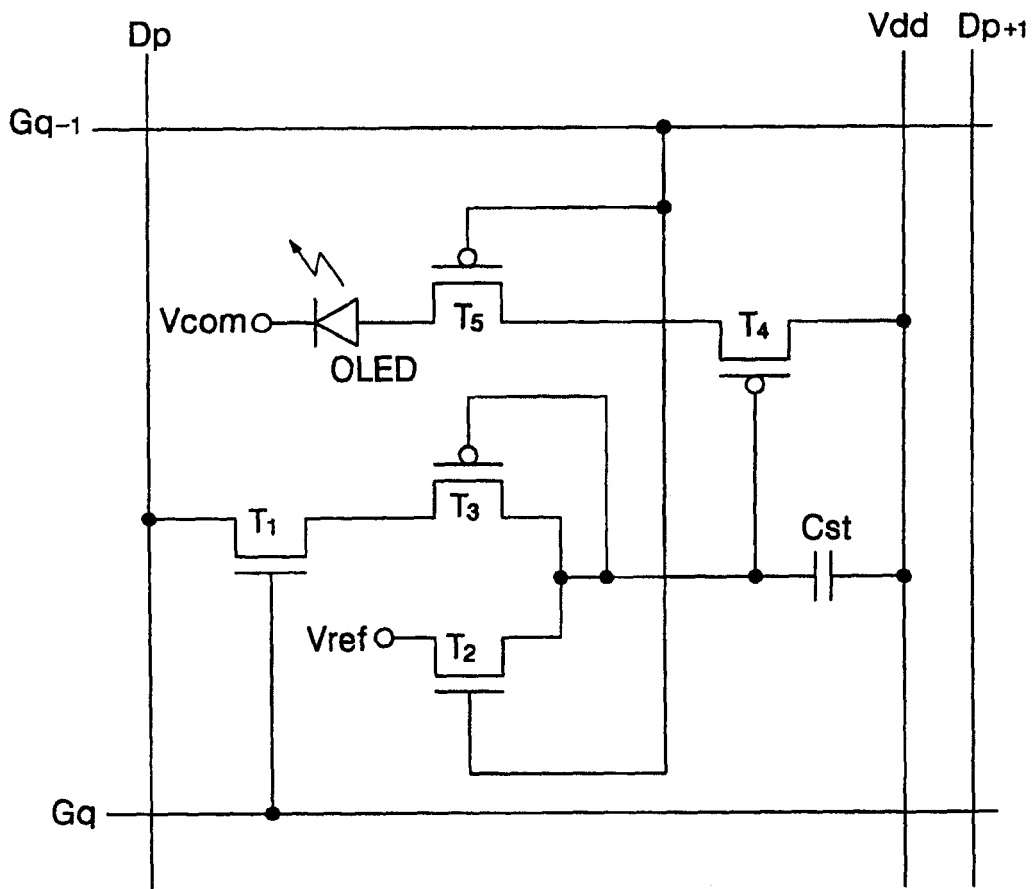 Dp
Vdd
Dp+1
Gq-1
T5
T4
Vcom
OLED
T3
T1
Cst
Vref
T2
Gq